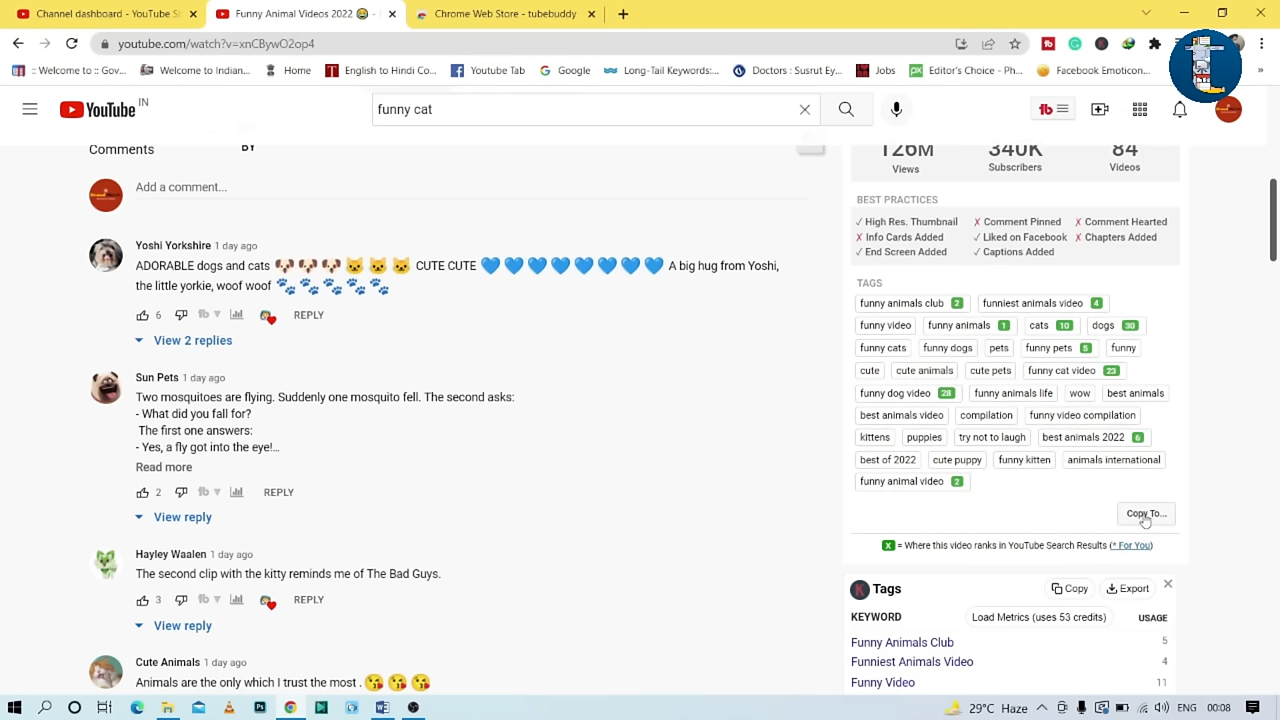 Channel dashboard - YouTube S
Funny Animal Videos 2022 😂 -
Chrome Web Store - tubebuddy
youtube.com/watch?v=xnCBywO2op4
:: Welcome to :: Gov...
Welcome to Indian...
Home
English to Hindi Co...
Youtube Tab
Google
Long-Tail Keywords:...
Doctors : Susrut Ey...
Jobs
Editor's Choice - Ph...
Facebook Emoticon...
»
YouTube IN
funny cat
Comments
BY
Add a comment...
Yoshi Yorkshire 1 day ago
ADORABLE dogs and cats 🐶 🐶 🐶 🐱 🐱 🐱 CUTE CUTE 💙 💙 💙 💙 💙 💙 💙 💙 A big hug from Yoshi,
the little yorkie, woof woof 🐾 🐾 🐾 🐾 🐾
6 REPLY
View 2 replies
Sun Pets 1 day ago
Two mosquitoes are flying. Suddenly one mosquito fell. The second asks:
- What did you fall for?
The first one answers:
- Yes, a fly got into the eye!...
Read more
2 REPLY
View reply
Hayley Waalen 1 day ago
The second clip with the kitty reminds me of The Bad Guys.
3 REPLY
View reply
Cute Animals 1 day ago
Animals are the only which I trust the most . 😘 😘 😘
126M 340K 84
Views Subscribers Videos
BEST PRACTICES
✓ High Res. Thumbnail ✗ Comment Pinned ✗ Comment Hearted
✗ Info Cards Added ✓ Liked on Facebook ✗ Chapters Added
✓ End Screen Added ✓ Captions Added
TAGS
funny animals club 2 funniest animals video 4
funny video funny animals 1 cats 10 dogs 30
funny cats funny dogs pets funny pets 5 funny
cute cute animals cute pets funny cat video 23
funny dog video 28 funny animals life wow best animals
best animals video compilation funny video compilation
kittens puppies try not to laugh best animals 2022 6
best of 2022 cute puppy funny kitten animals international
funny animal video 2
Copy To...
X = Where this video ranks in YouTube Search Results (* For You)
K Tags Copy Export
KEYWORD Load Metrics (uses 53 credits) USAGE
Funny Animals Club 5
Funniest Animals Video 4
Funny Video 11
29°C Haze ENG 00:08